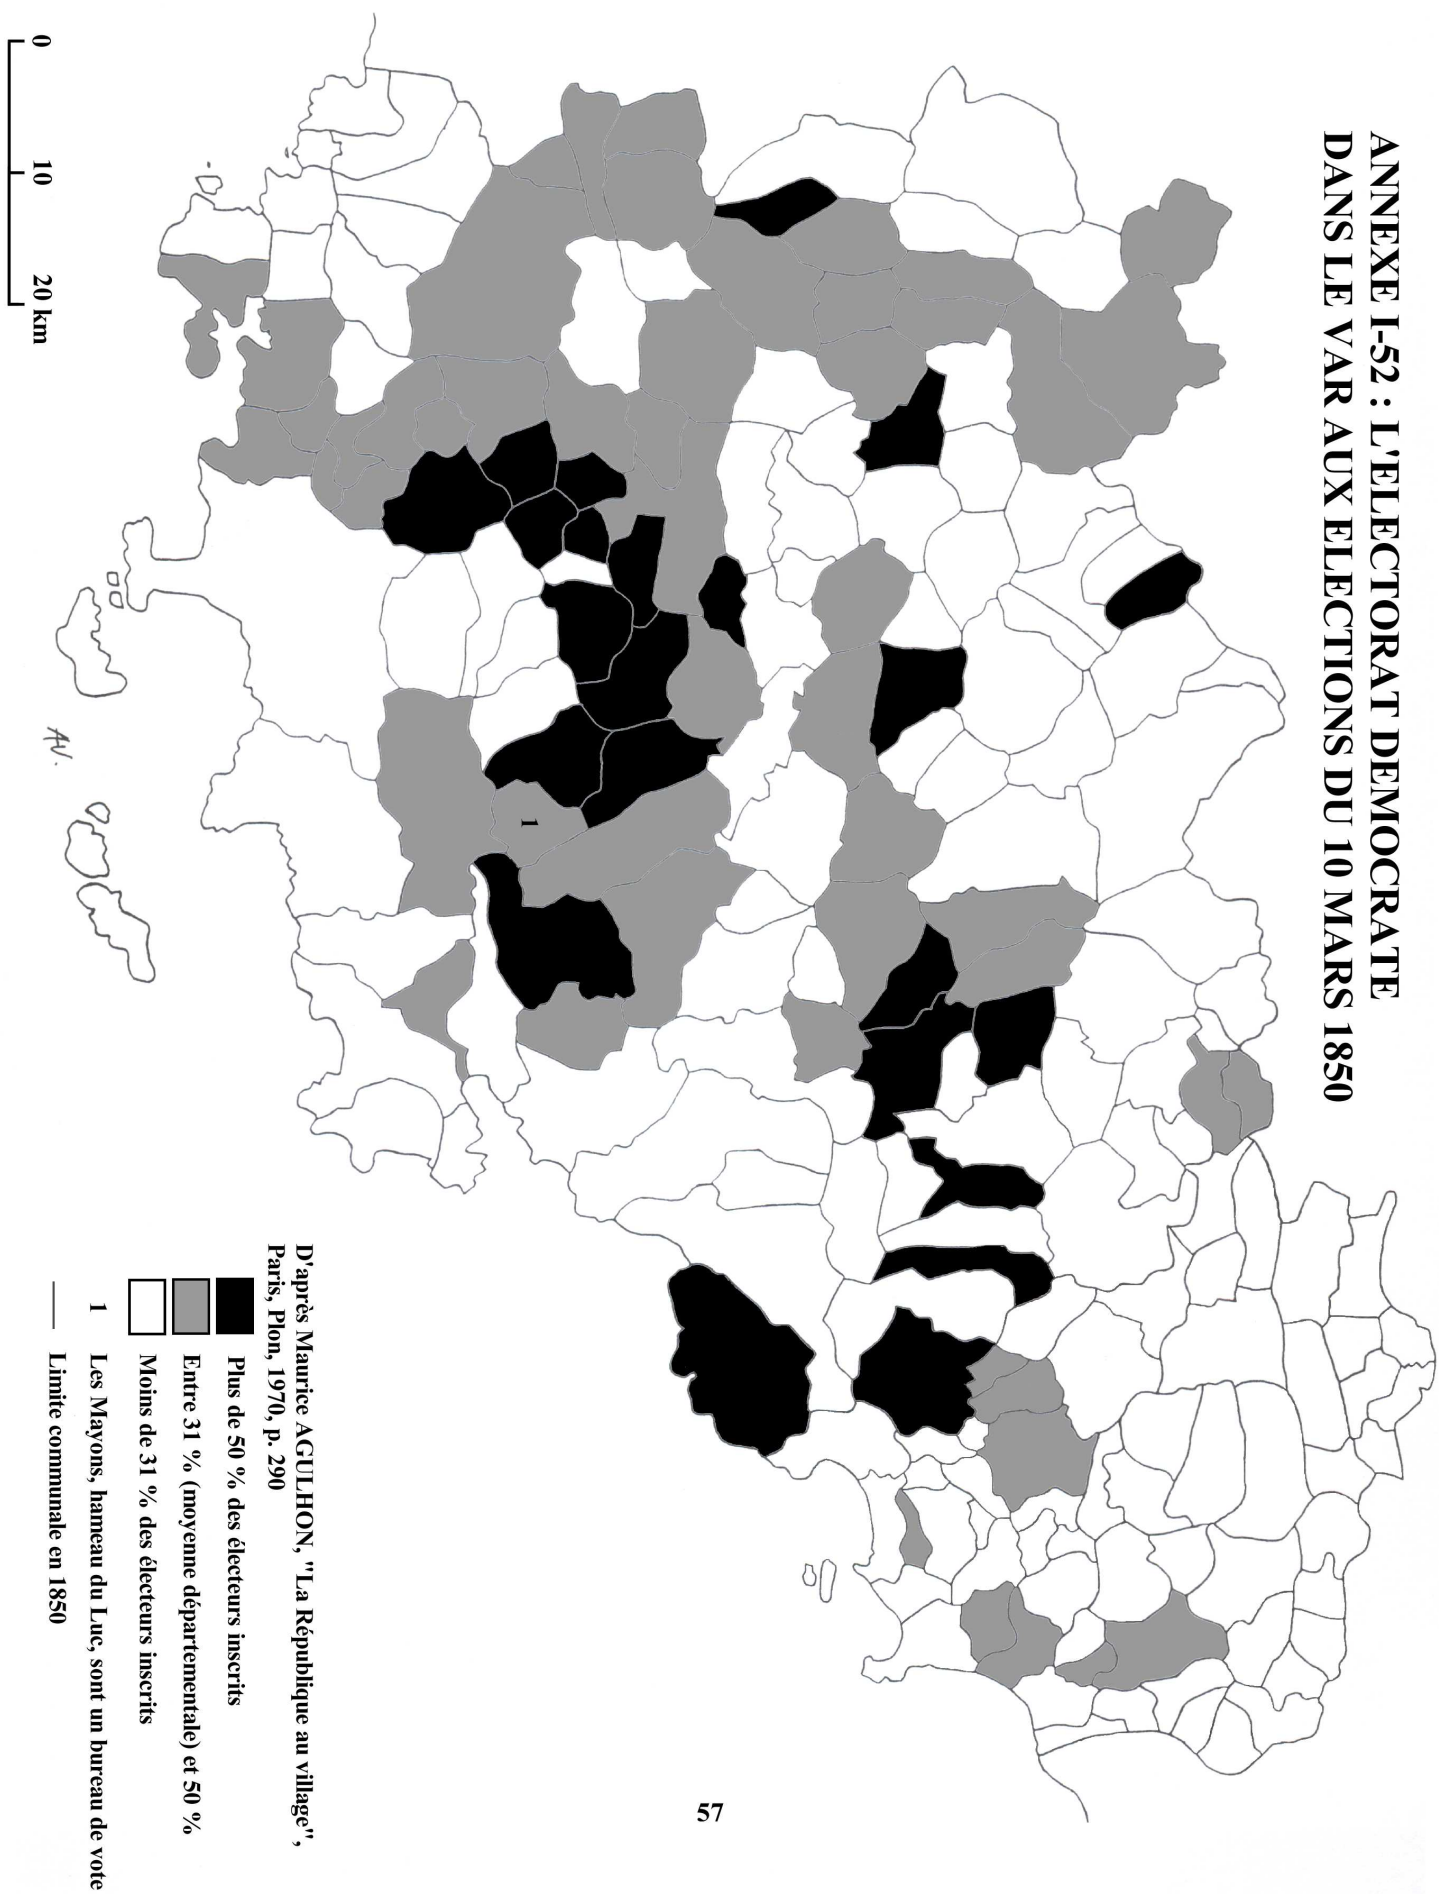 ANNEXE I-52 : L'ELECTORAT DEMOCRATE
DANS LE VAR AUX ELECTIONS DU 10 MARS 1850
1
0 10 20 km
AV.
D'après Maurice AGULHON, "La République au village",
Paris, Plon, 1970, p. 290
Plus de 50 % des électeurs inscrits
Entre 31 % (moyenne départementale) et 50 %
Moins de 31 % des électeurs inscrits
1 Les Mayons, hameau du Luc, sont un bureau de vote
Limite communale en 1850
57